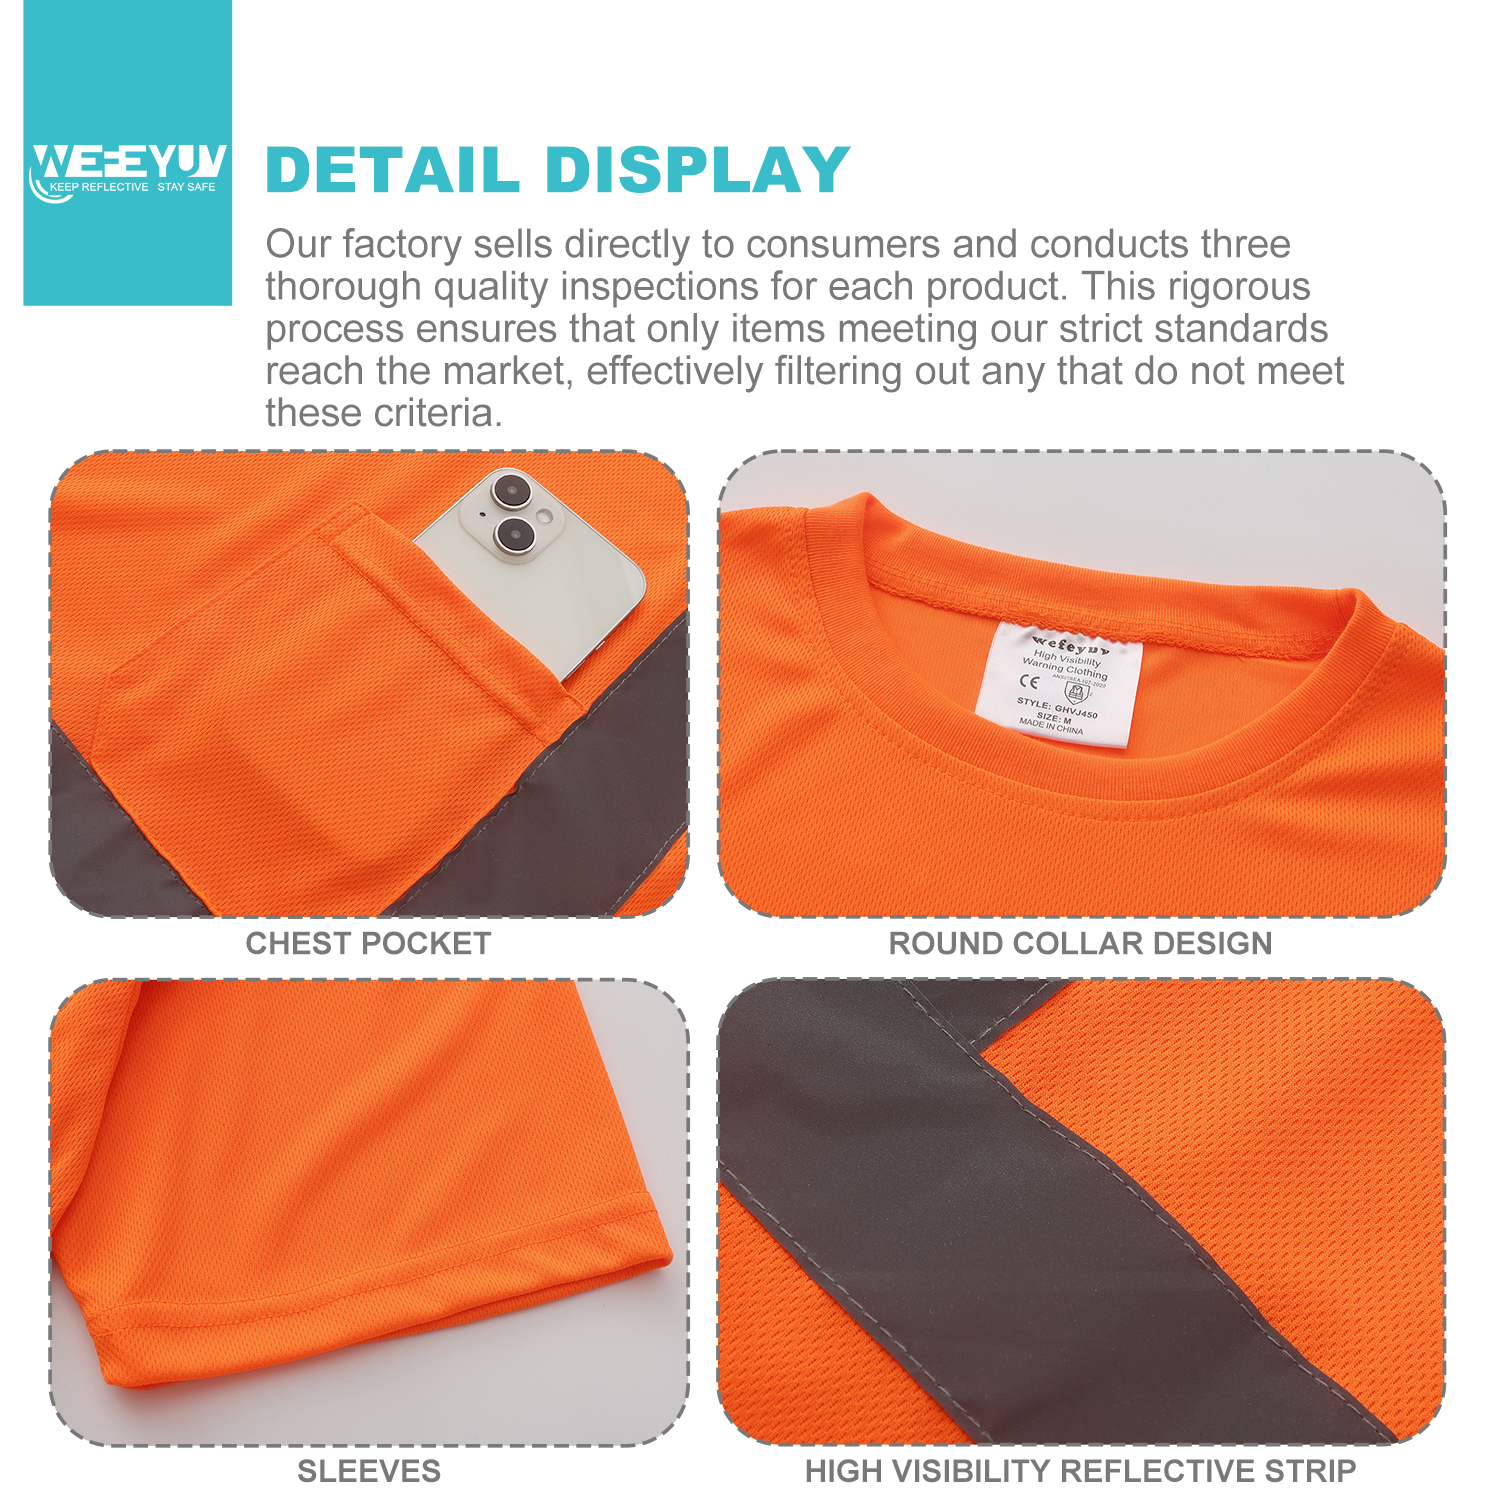 WEFEYUV
KEEP REFLECTIVE STAY SAFE
DETAIL DISPLAY
Our factory sells directly to consumers and conducts three
thorough quality inspections for each product. This rigorous
process ensures that only items meeting our strict standards
reach the market, effectively filtering out any that do not meet
these criteria.
wefeyuv
High Visibility
Warning Clothing
CE
ANSI/ISEA 107-2020
2
STYLE: GHVJ450
SIZE: M
MADE IN CHINA
CHEST POCKET
ROUND COLLAR DESIGN
SLEEVES
HIGH VISIBILITY REFLECTIVE STRIP